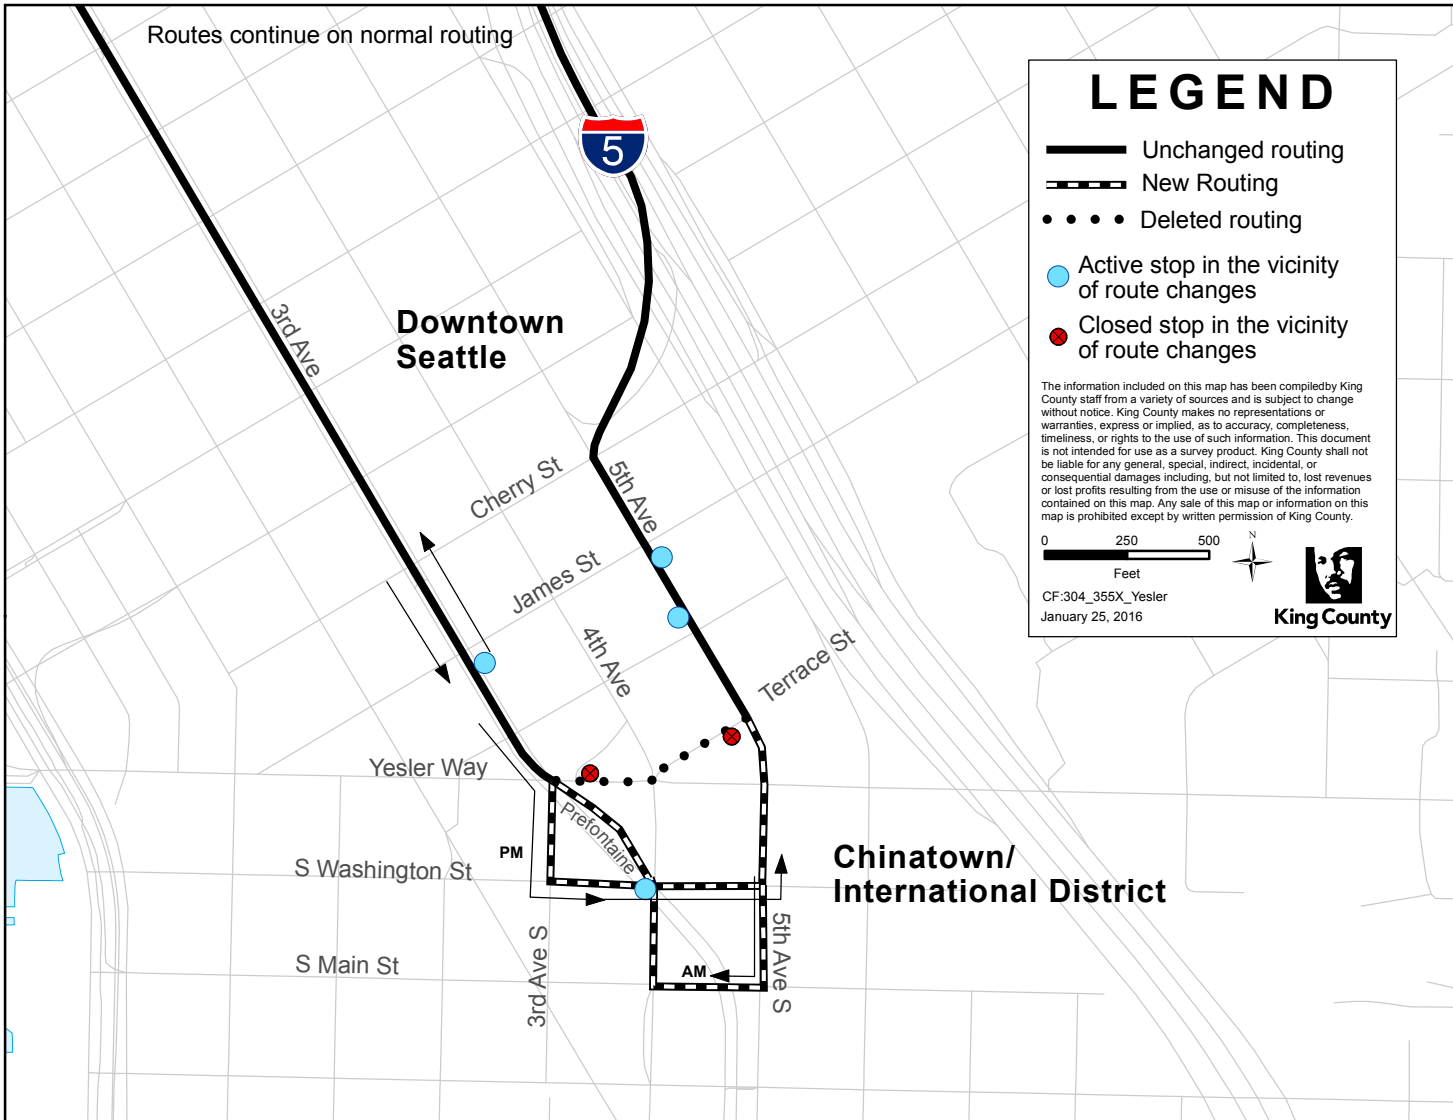 Routes continue on normal routing
5
3rd Ave
Downtown
Seattle
Cherry St
5th Ave
James St
4th Ave
Terrace St
Yesler Way
Prefontaine
PM
S Washington St
Chinatown/
International District
S Main St
AM
3rd Ave S
5th Ave S
LEGEND
Unchanged routing
New Routing
Deleted routing
Active stop in the vicinity
of route changes
Closed stop in the vicinity
of route changes
The information included on this map has been compiledby King
County staff from a variety of sources and is subject to change
without notice. King County makes no representations or
warranties, express or implied, as to accuracy, completeness,
timeliness, or rights to the use of such information. This document
is not intended for use as a survey product. King County shall not
be liable for any general, special, indirect, incidental, or
consequential damages including, but not limited to, lost revenues
or lost profits resulting from the use or misuse of the information
contained on this map. Any sale of this map or information on this
map is prohibited except by written permission of King County.
0 250 500
Feet
N
CF:304_355X_Yesler
January 25, 2016
King County